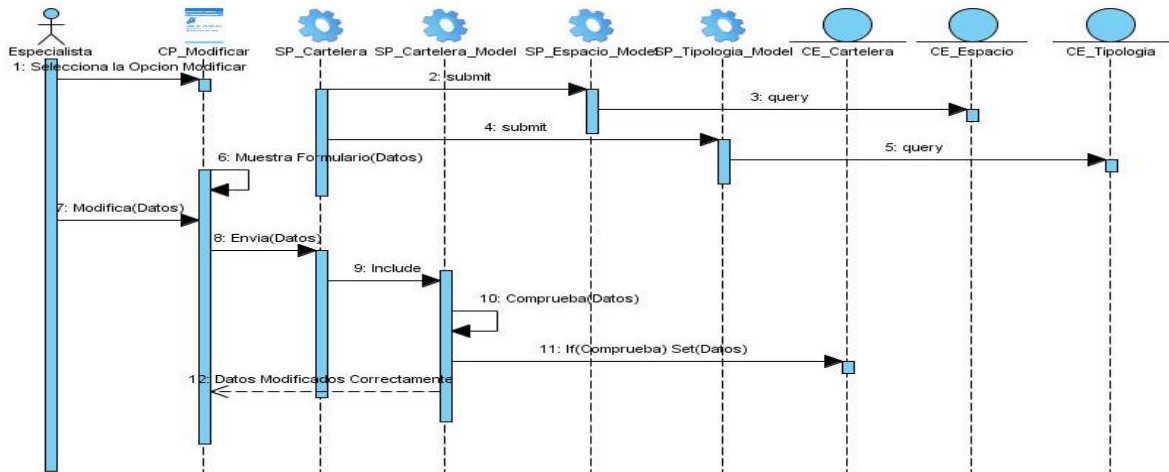 Especialista
CP_Modificar
SP_Cartelera
SP_Cartelera_Model
SP_Espacio_Model
SP_Tipologia_Model
CE_Cartelera
CE_Espacio
CE_Tipologia
1: Selecciona la Opcion Modificar
2: submit
3: query
4: submit
5: query
6: Muestra Formulario(Datos)
7: Modifica(Datos)
8: Envia(Datos)
9: Include
10: Comprueba(Datos)
11: If(Comprueba) Set(Datos)
12: Datos Modificados Correctamente